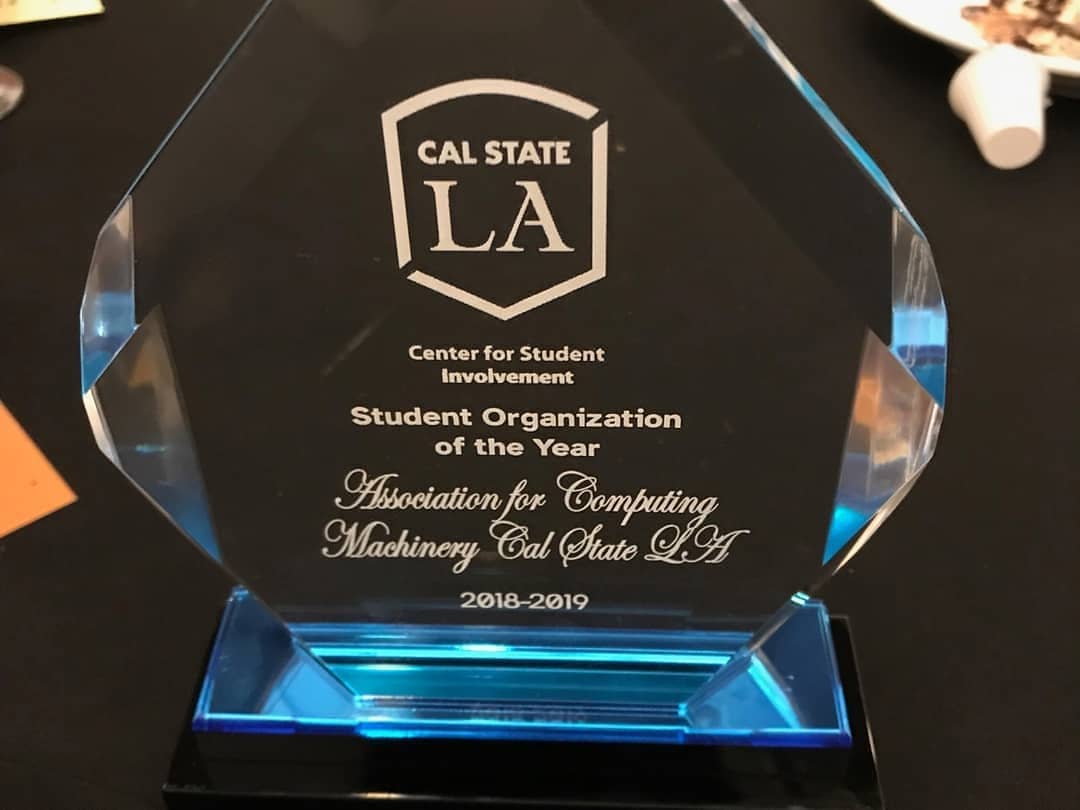 CAL STATE
LA
Center for Student
Involvement
Student Organization
of the Year
Association for Computing
Machinery Cal State LA
2018-2019